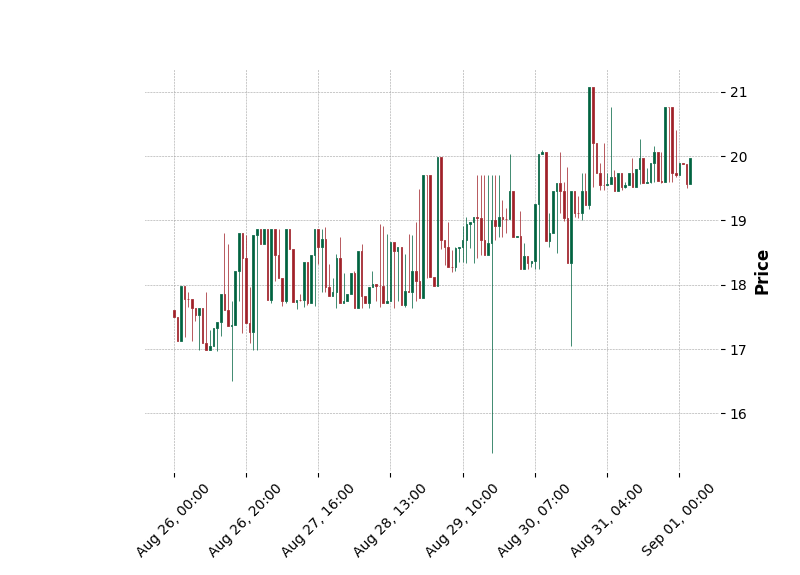 21
20
19
18
17
16
Price
Aug 26, 00:00
Aug 26, 20:00
Aug 27, 16:00
Aug 28, 13:00
Aug 29, 10:00
Aug 30, 07:00
Aug 31, 04:00
Sep 01, 00:00